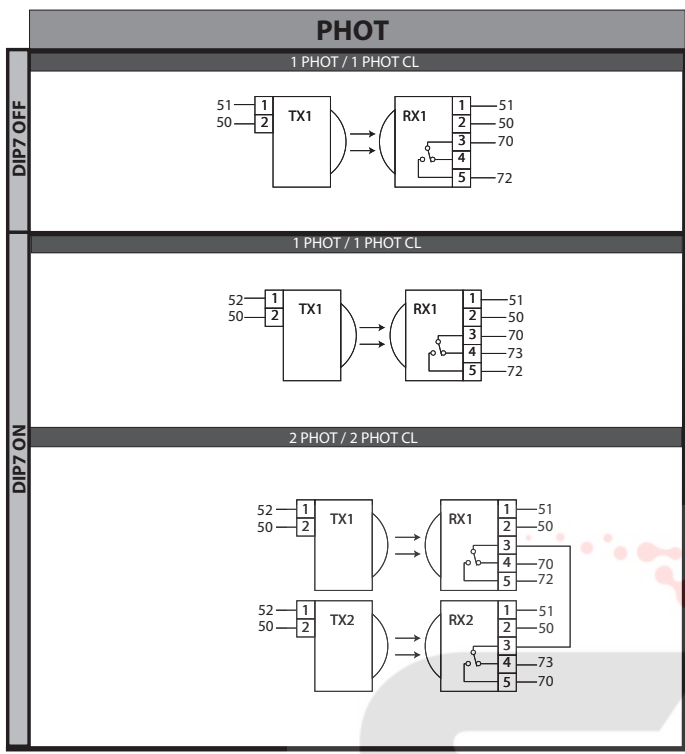 PHOT
DIP7 OFF
1 PHOT / 1 PHOT CL
51 1 TX1 RX1 1 51
50 2 2 50
3 70
4
5 72
DIP7 ON
1 PHOT / 1 PHOT CL
52 1 TX1 RX1 1 51
50 2 2 50
3 70
4 73
5 72
2 PHOT / 2 PHOT CL
52 1 TX1 RX1 1 51
50 2 2 50
3
4 70
5 72
52 1 TX2 RX2 1 51
50 2 2 50
3
4 73
5 70